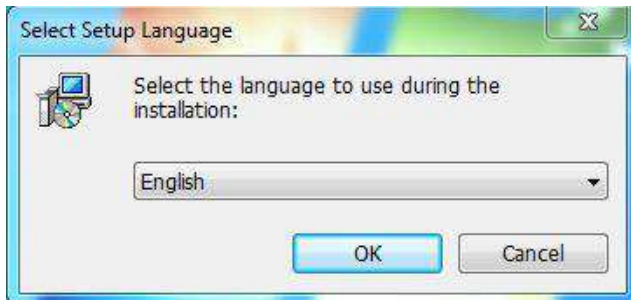 Select Setup Language
Select the language to use during the
installation:
English
OK
Cancel